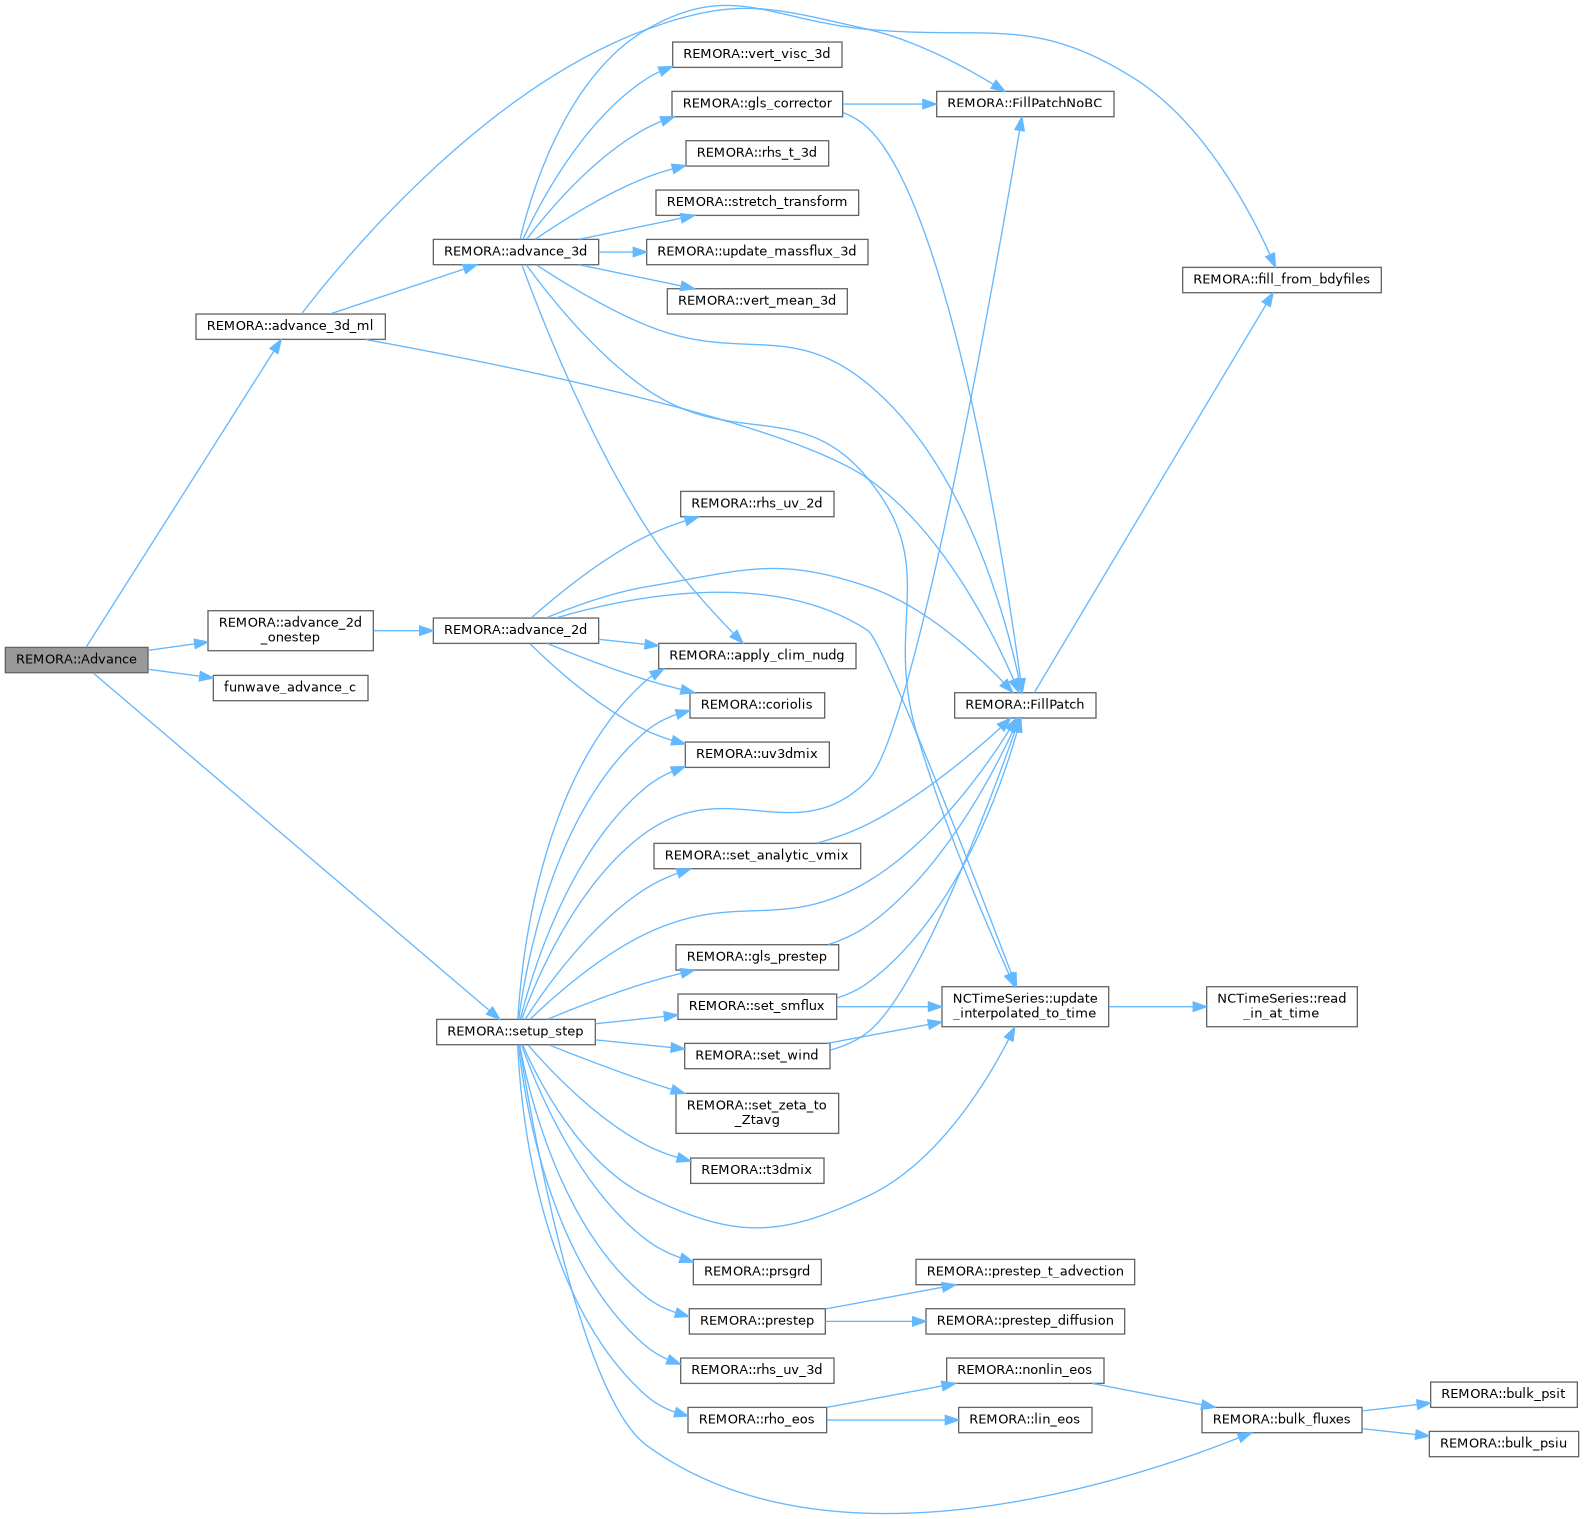 REMORA::vert_visc_3d
REMORA::gls_corrector
REMORA::FillPatchNoBC
REMORA::rhs_t_3d
REMORA::stretch_transform
REMORA::advance_3d
REMORA::update_massflux_3d
REMORA::fill_from_bdyfiles
REMORA::vert_mean_3d
REMORA::advance_3d_ml
REMORA::rhs_uv_2d
REMORA::advance_2d
_onestep
REMORA::advance_2d
REMORA::Advance
REMORA::apply_clim_nudg
funwave_advance_c
REMORA::coriolis
REMORA::FillPatch
REMORA::uv3dmix
REMORA::set_analytic_vmix
REMORA::gls_prestep
REMORA::set_smflux
NCTimeSeries::update
_interpolated_to_time
NCTimeSeries::read
_in_at_time
REMORA::setup_step
REMORA::set_wind
REMORA::set_zeta_to
_Ztavg
REMORA::t3dmix
REMORA::prsgrd
REMORA::prestep_t_advection
REMORA::prestep
REMORA::prestep_diffusion
REMORA::rhs_uv_3d
REMORA::nonlin_eos
REMORA::bulk_psit
REMORA::rho_eos
REMORA::lin_eos
REMORA::bulk_fluxes
REMORA::bulk_psiu